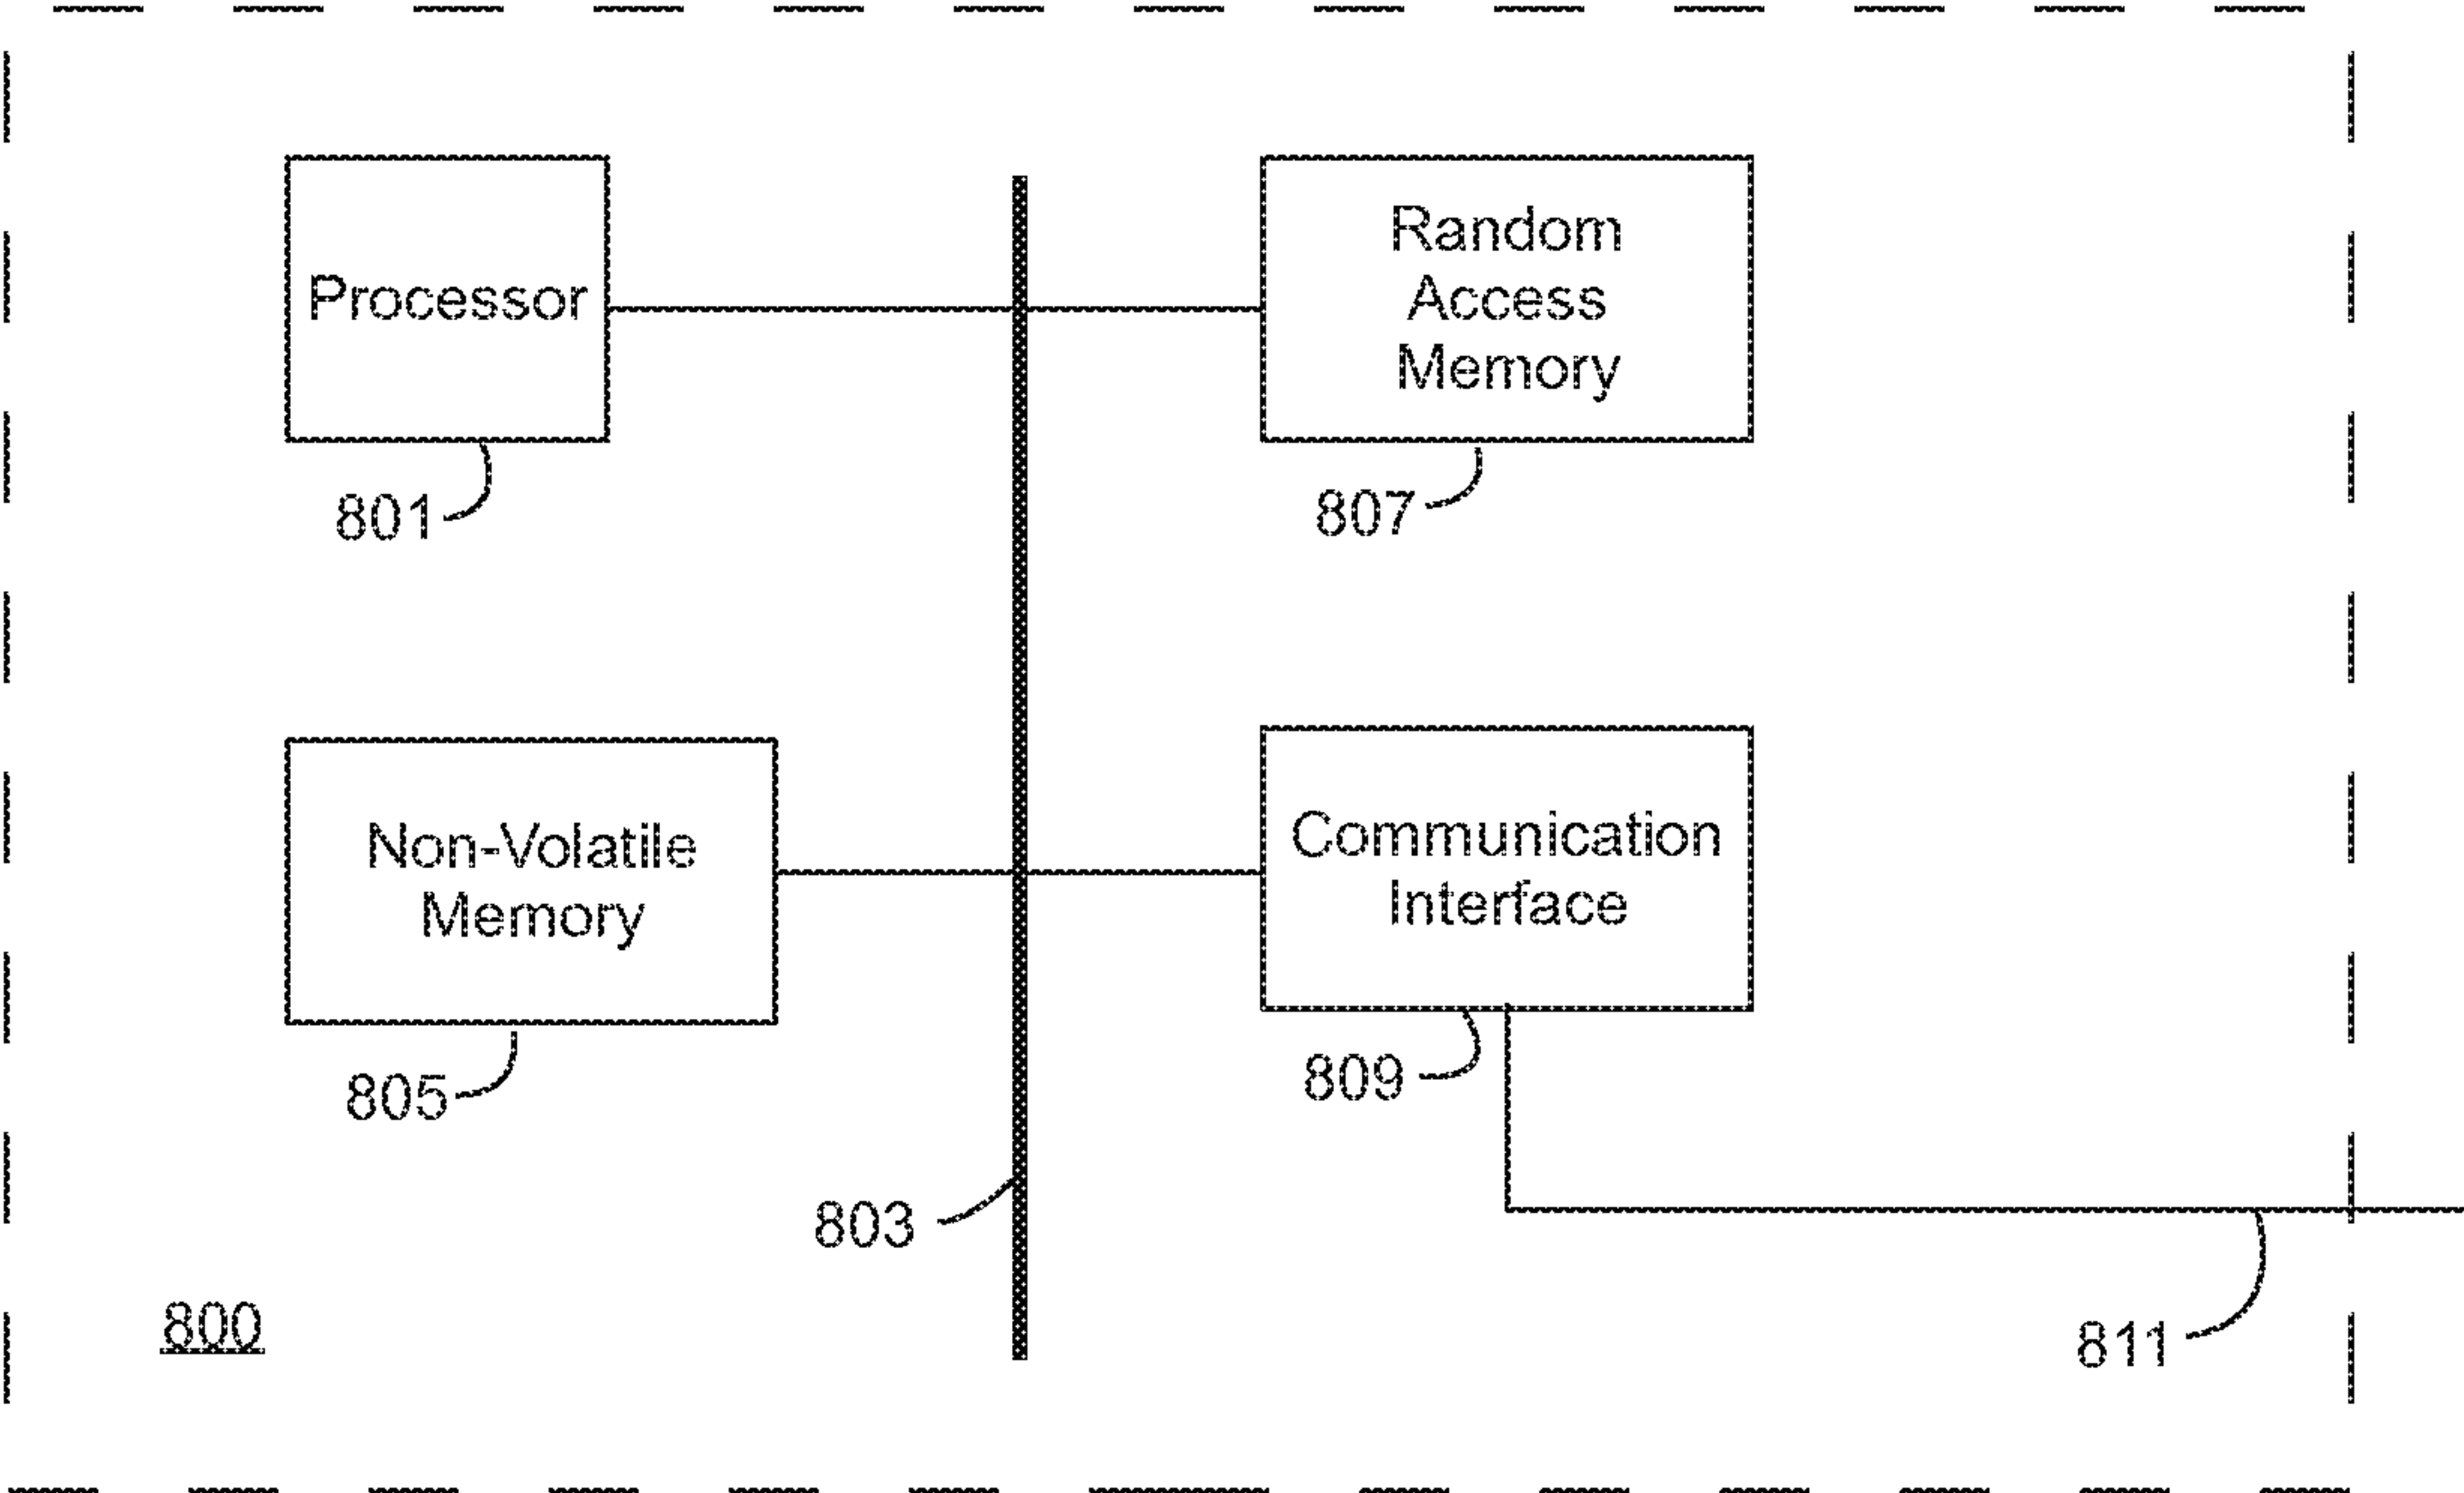 Processor
801
Random
Access
Memory
807
Non-Volatile
Memory
805
Communication
Interface
809
803
800
811